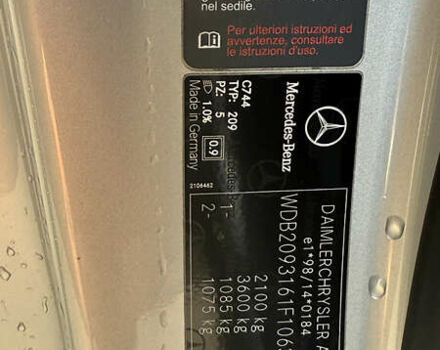 nel sedile.
Per ulteriori istruzioni ed
avvertenze, consultare
le istruzioni d'uso.
Mercedes-Benz
C744
TYP: 209
PZ: 5
1.0%
Made in Germany
0.9
2106462
DAIMLERCHRYSLER A
e1*98/14*0184
WDB2093161F106
2100 kg
3600 kg
1- 1085 kg
2- 1075 kg